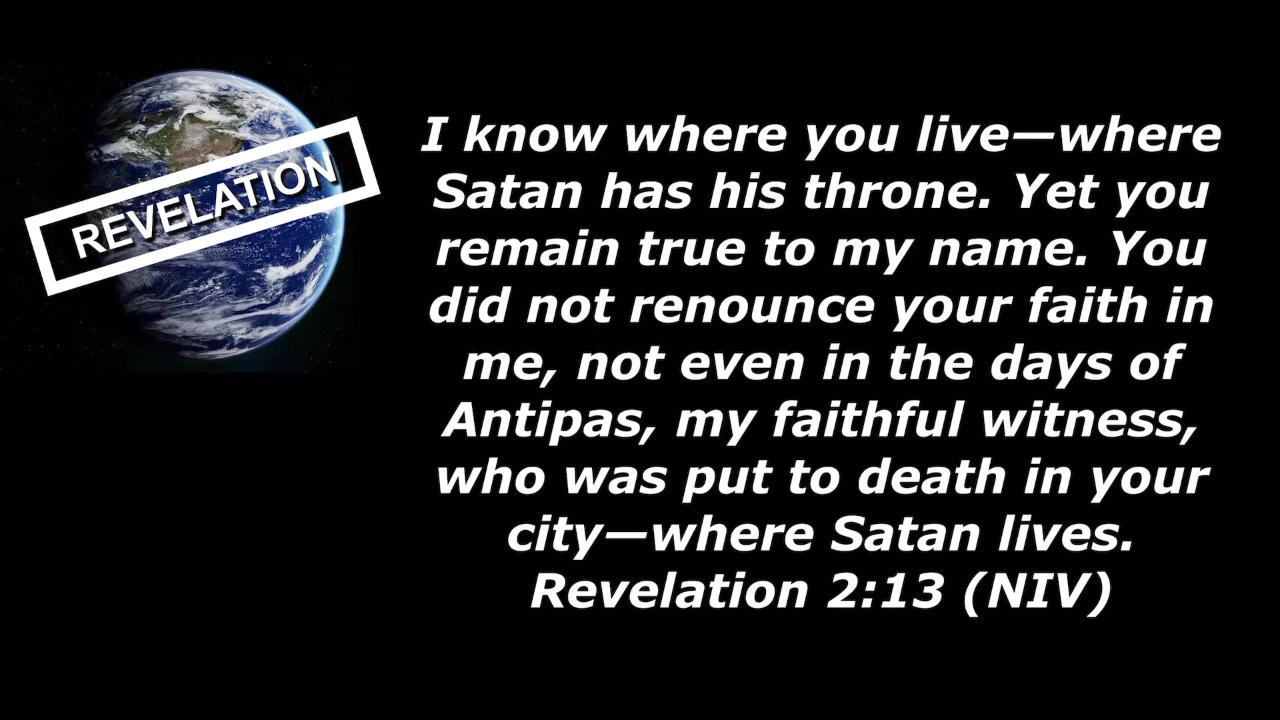 REVELATION
I know where you live—where
Satan has his throne. Yet you
remain true to my name. You
did not renounce your faith in
me, not even in the days of
Antipas, my faithful witness,
who was put to death in your
city—where Satan lives.
Revelation 2:13 (NIV)